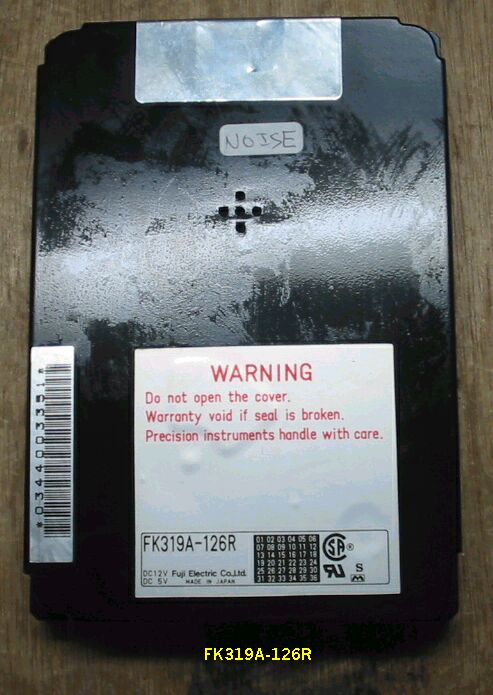 NOISE
WARNING
Do not open the cover.
Warranty void if seal is broken.
Precision instruments handle with care.
*0344003351*
FK319A-126R
01 02 03 04 05 06
07 08 09 10 11 12
13 14 15 16 17 18
19 20 21 22 23 24
25 26 27 28 29 30
31 32 33 34 35 36
SA ®
DC12V Fuji Electric Co.,Ltd.
DC 5V MADE IN JAPAN
S
FK319A-126R